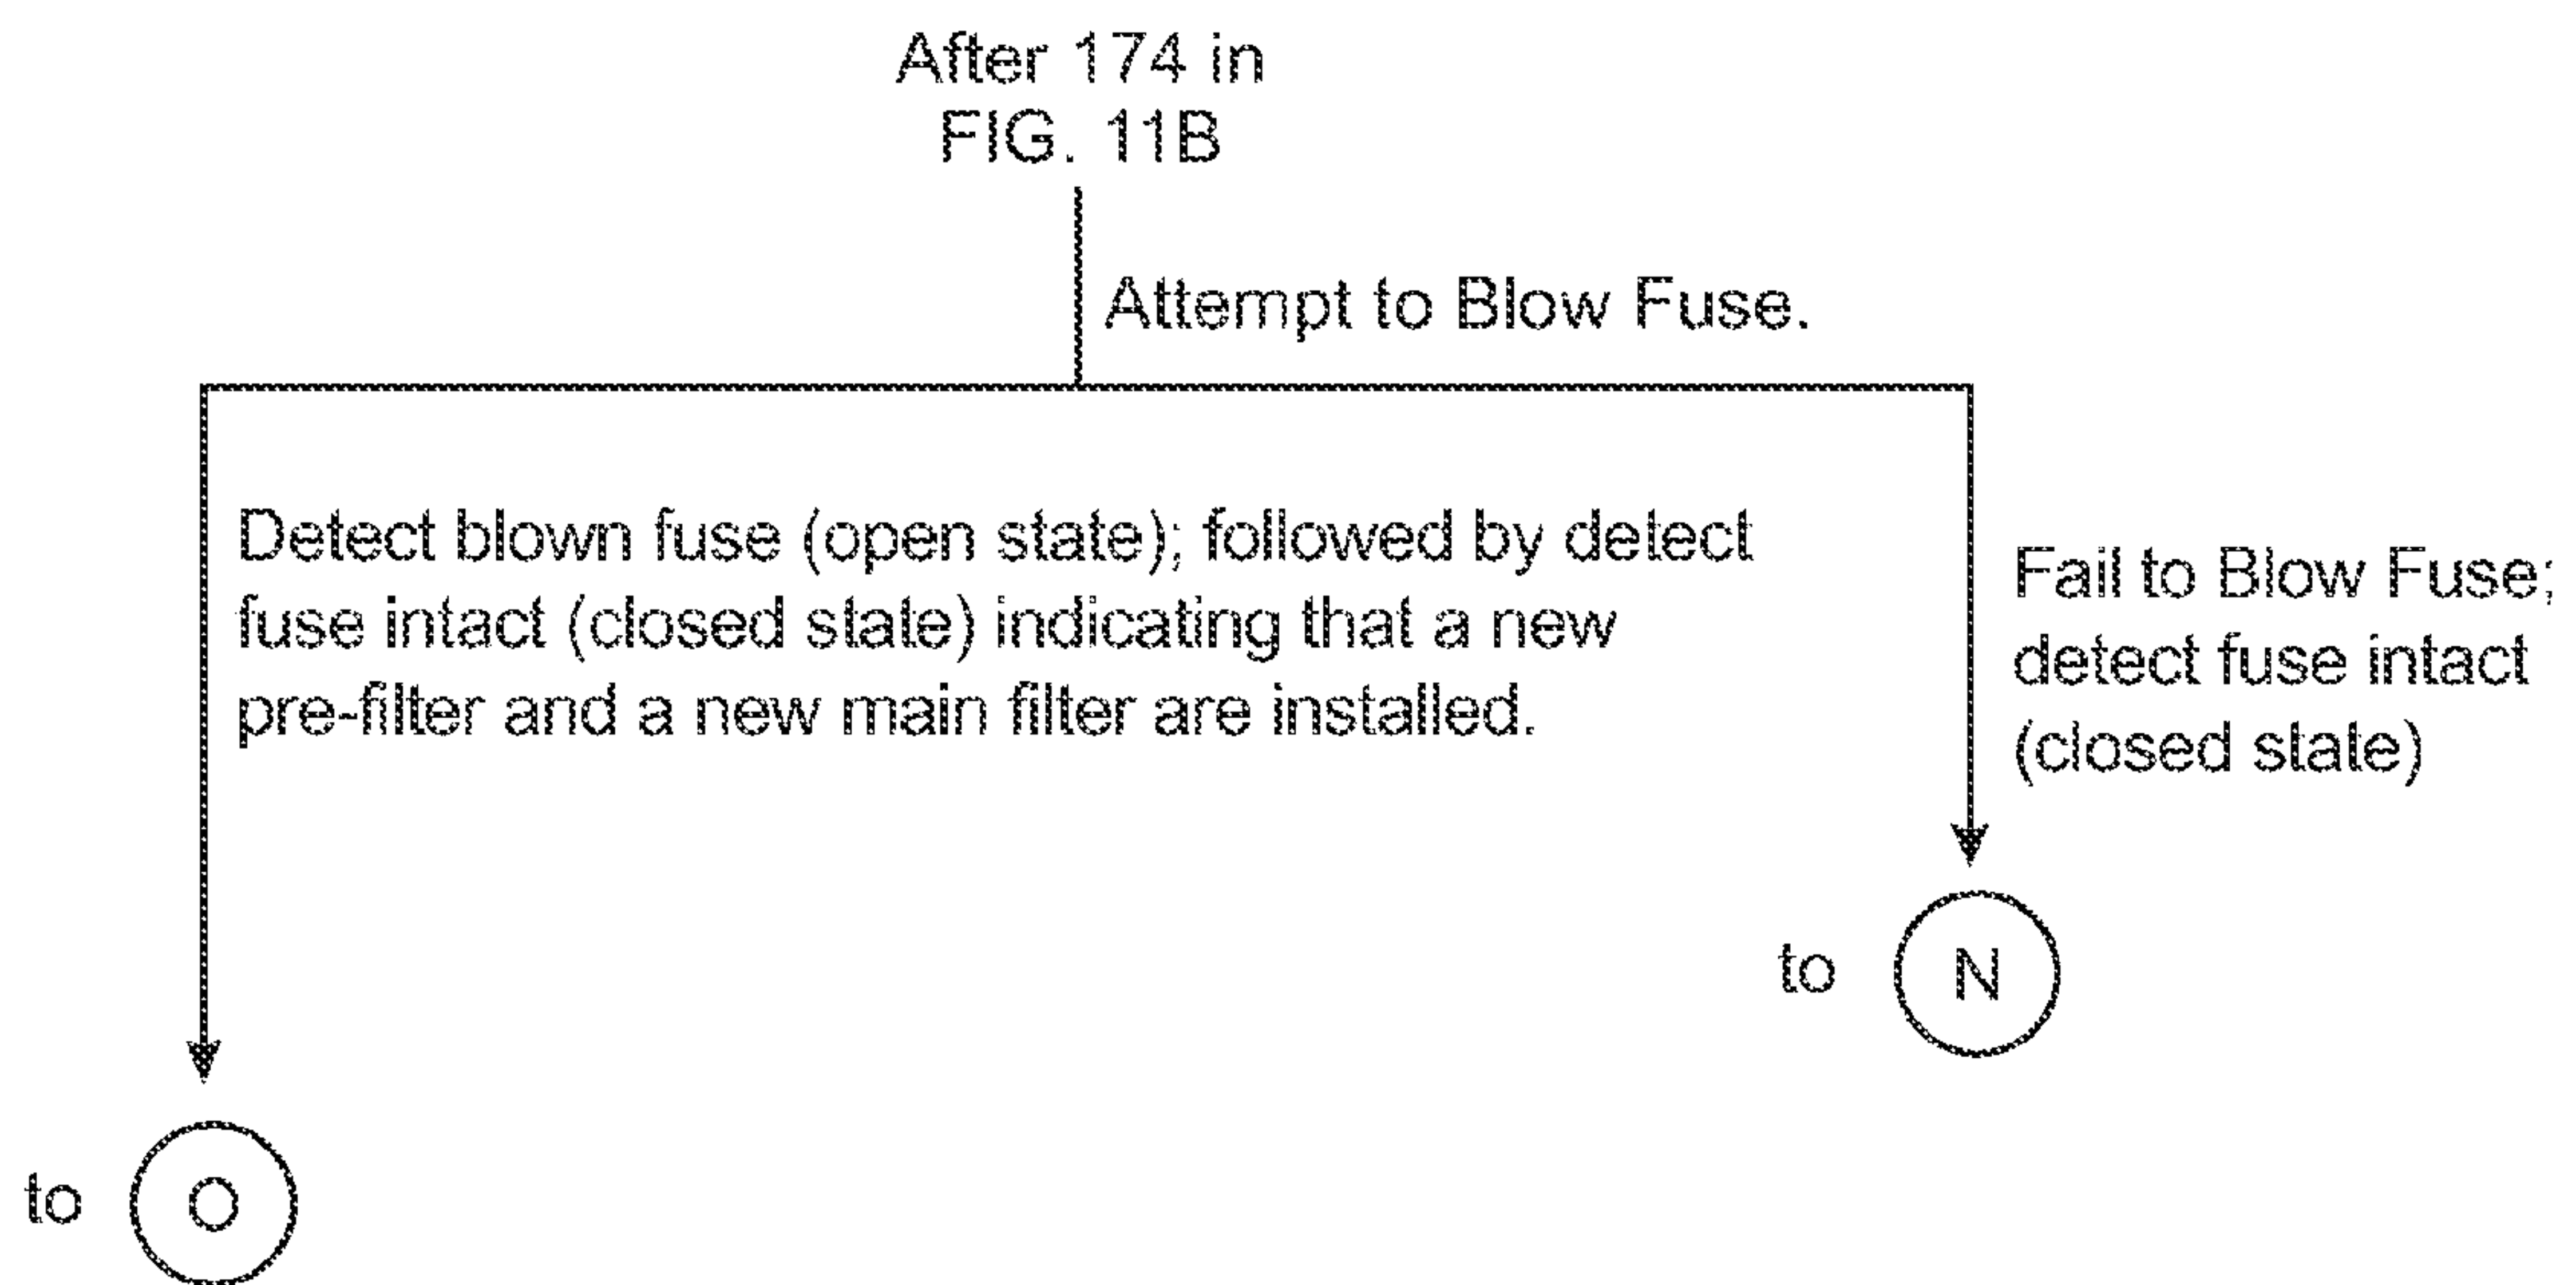 After 174 in
FIG. 11B
Attempt to Blow Fuse.
Detect blown fuse (open state); followed by detect
fuse intact (closed state) indicating that a new
pre-filter and a new main filter are installed.
Fail to Blow Fuse;
detect fuse intact
(closed state)
to N
to O